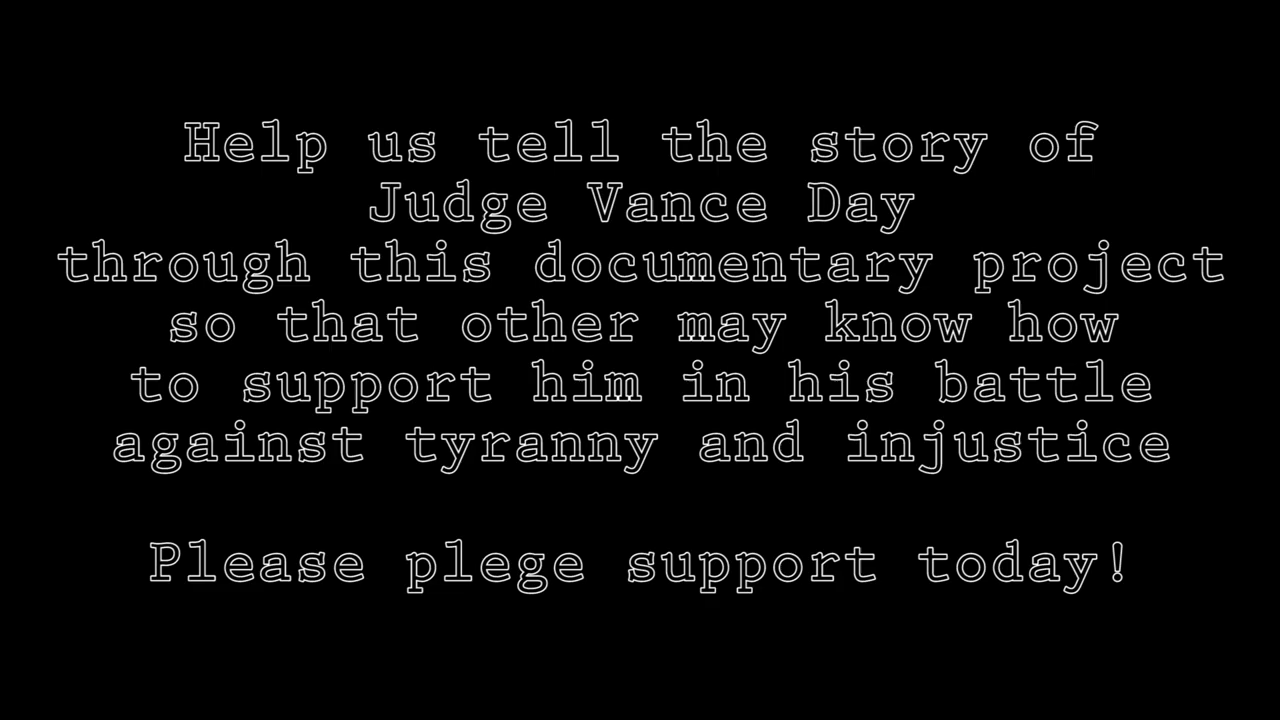 Help us tell the story of
Judge Vance Day
through this documentary project
so that other may know how
to support him in his battle
against tyranny and injustice
Please plege support today!